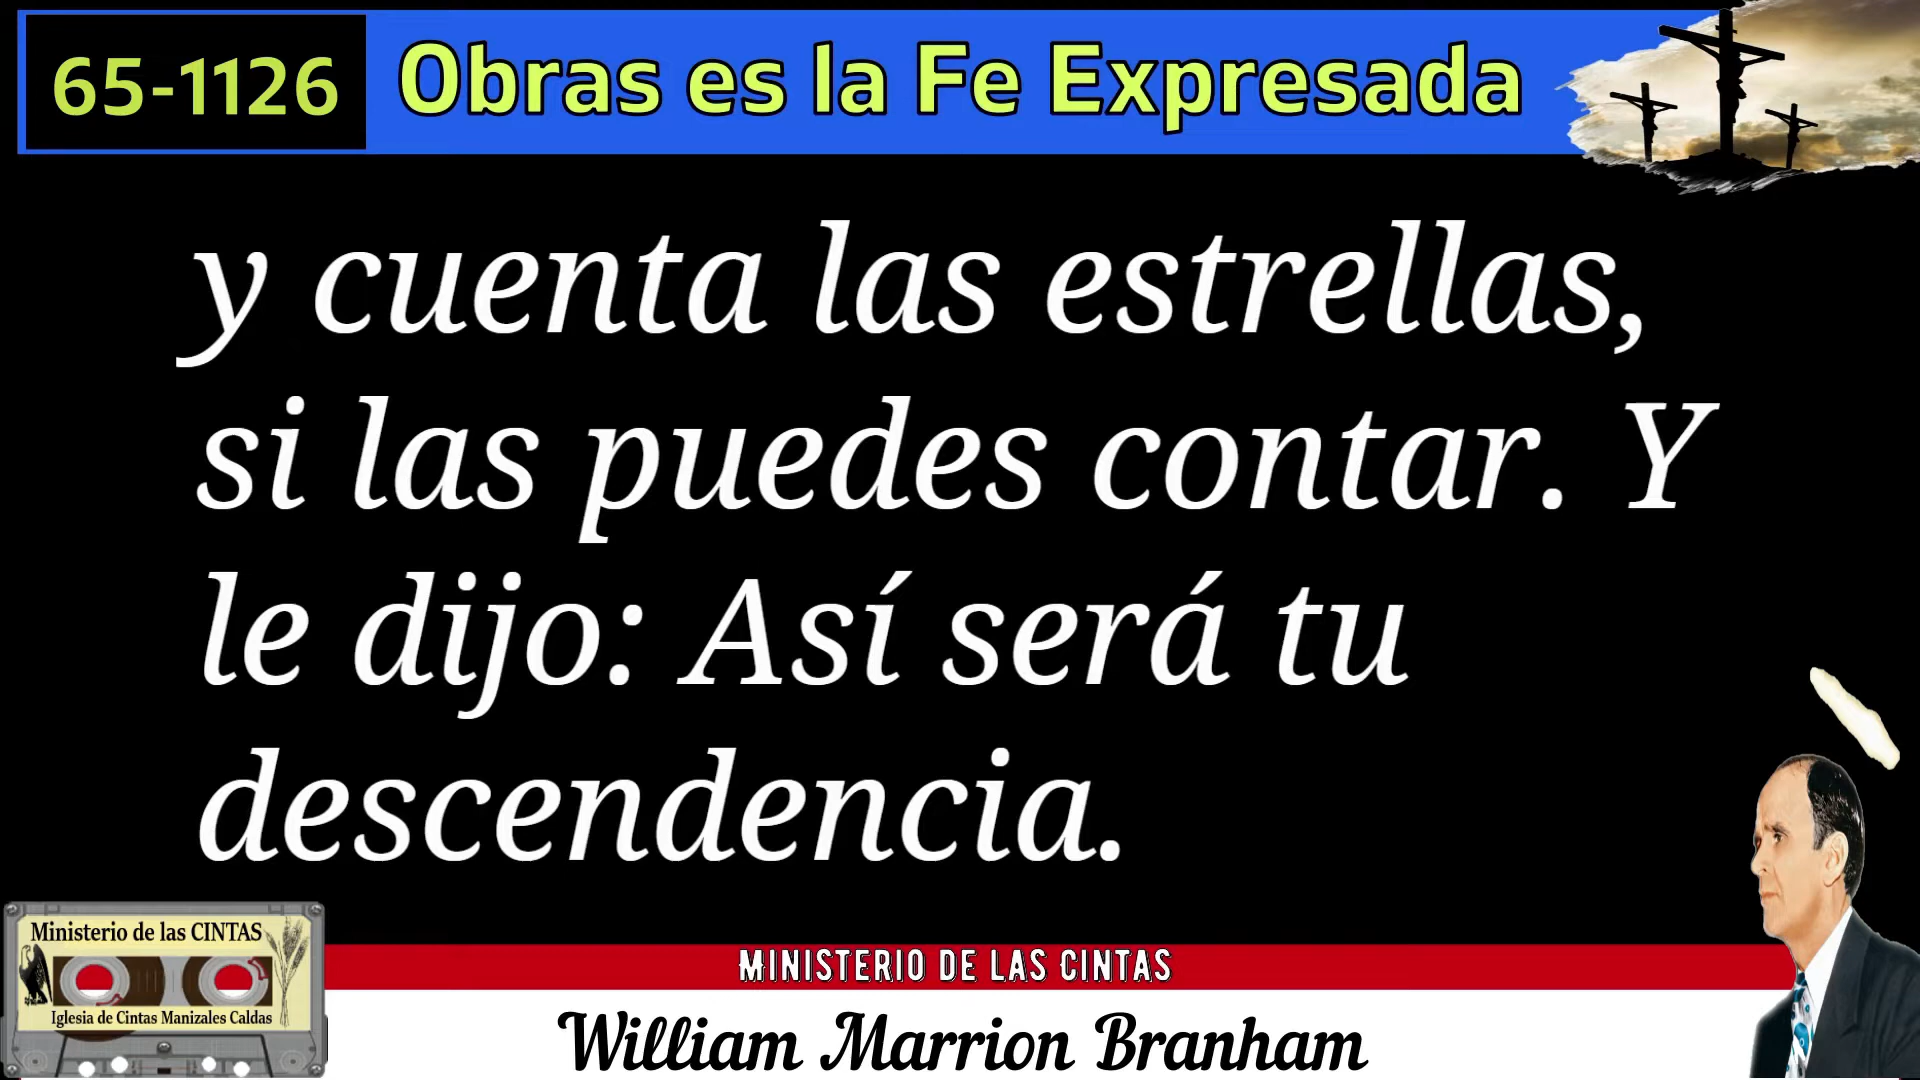 65-1126
Obras es la Fe Expresada
y cuenta las estrellas,
si las puedes contar. Y
le dijo: Así será tu
descendencia.
Ministerio de las CINTAS
Iglesia de Cintas Manizales Caldas
MINISTERIO DE LAS CINTAS
William Marrion Branham